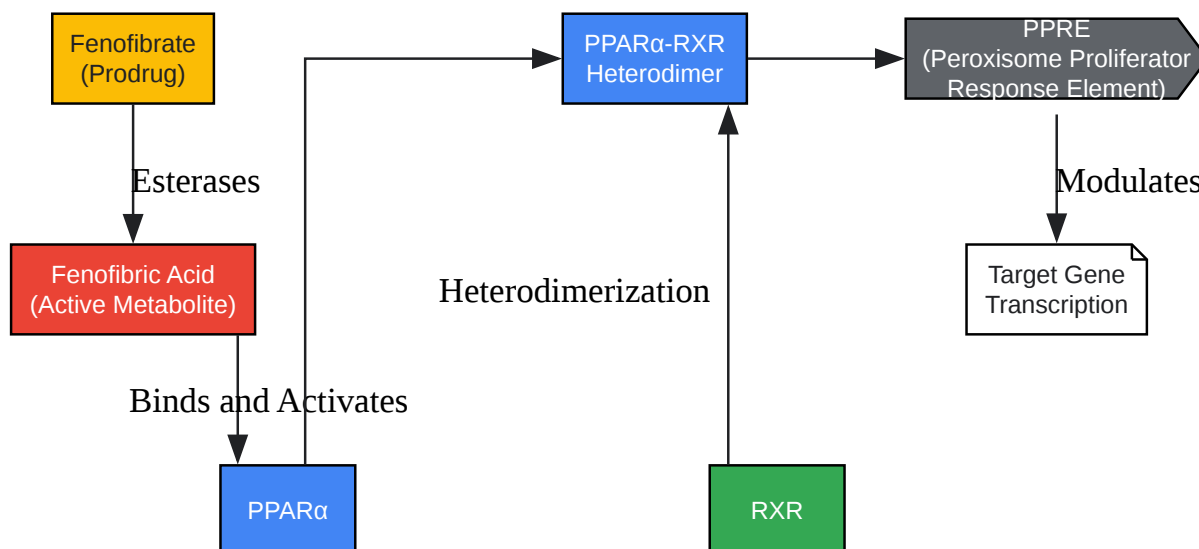 Fenofibrate
(Prodrug)
PPARα-RXR
Heterodimer
PPRE
(Peroxisome Proliferator
Response Element)
Esterases
Modulates
Fenofibric Acid
(Active Metabolite)
Heterodimerization
Target Gene
Transcription
Binds and Activates
PPARα
RXR